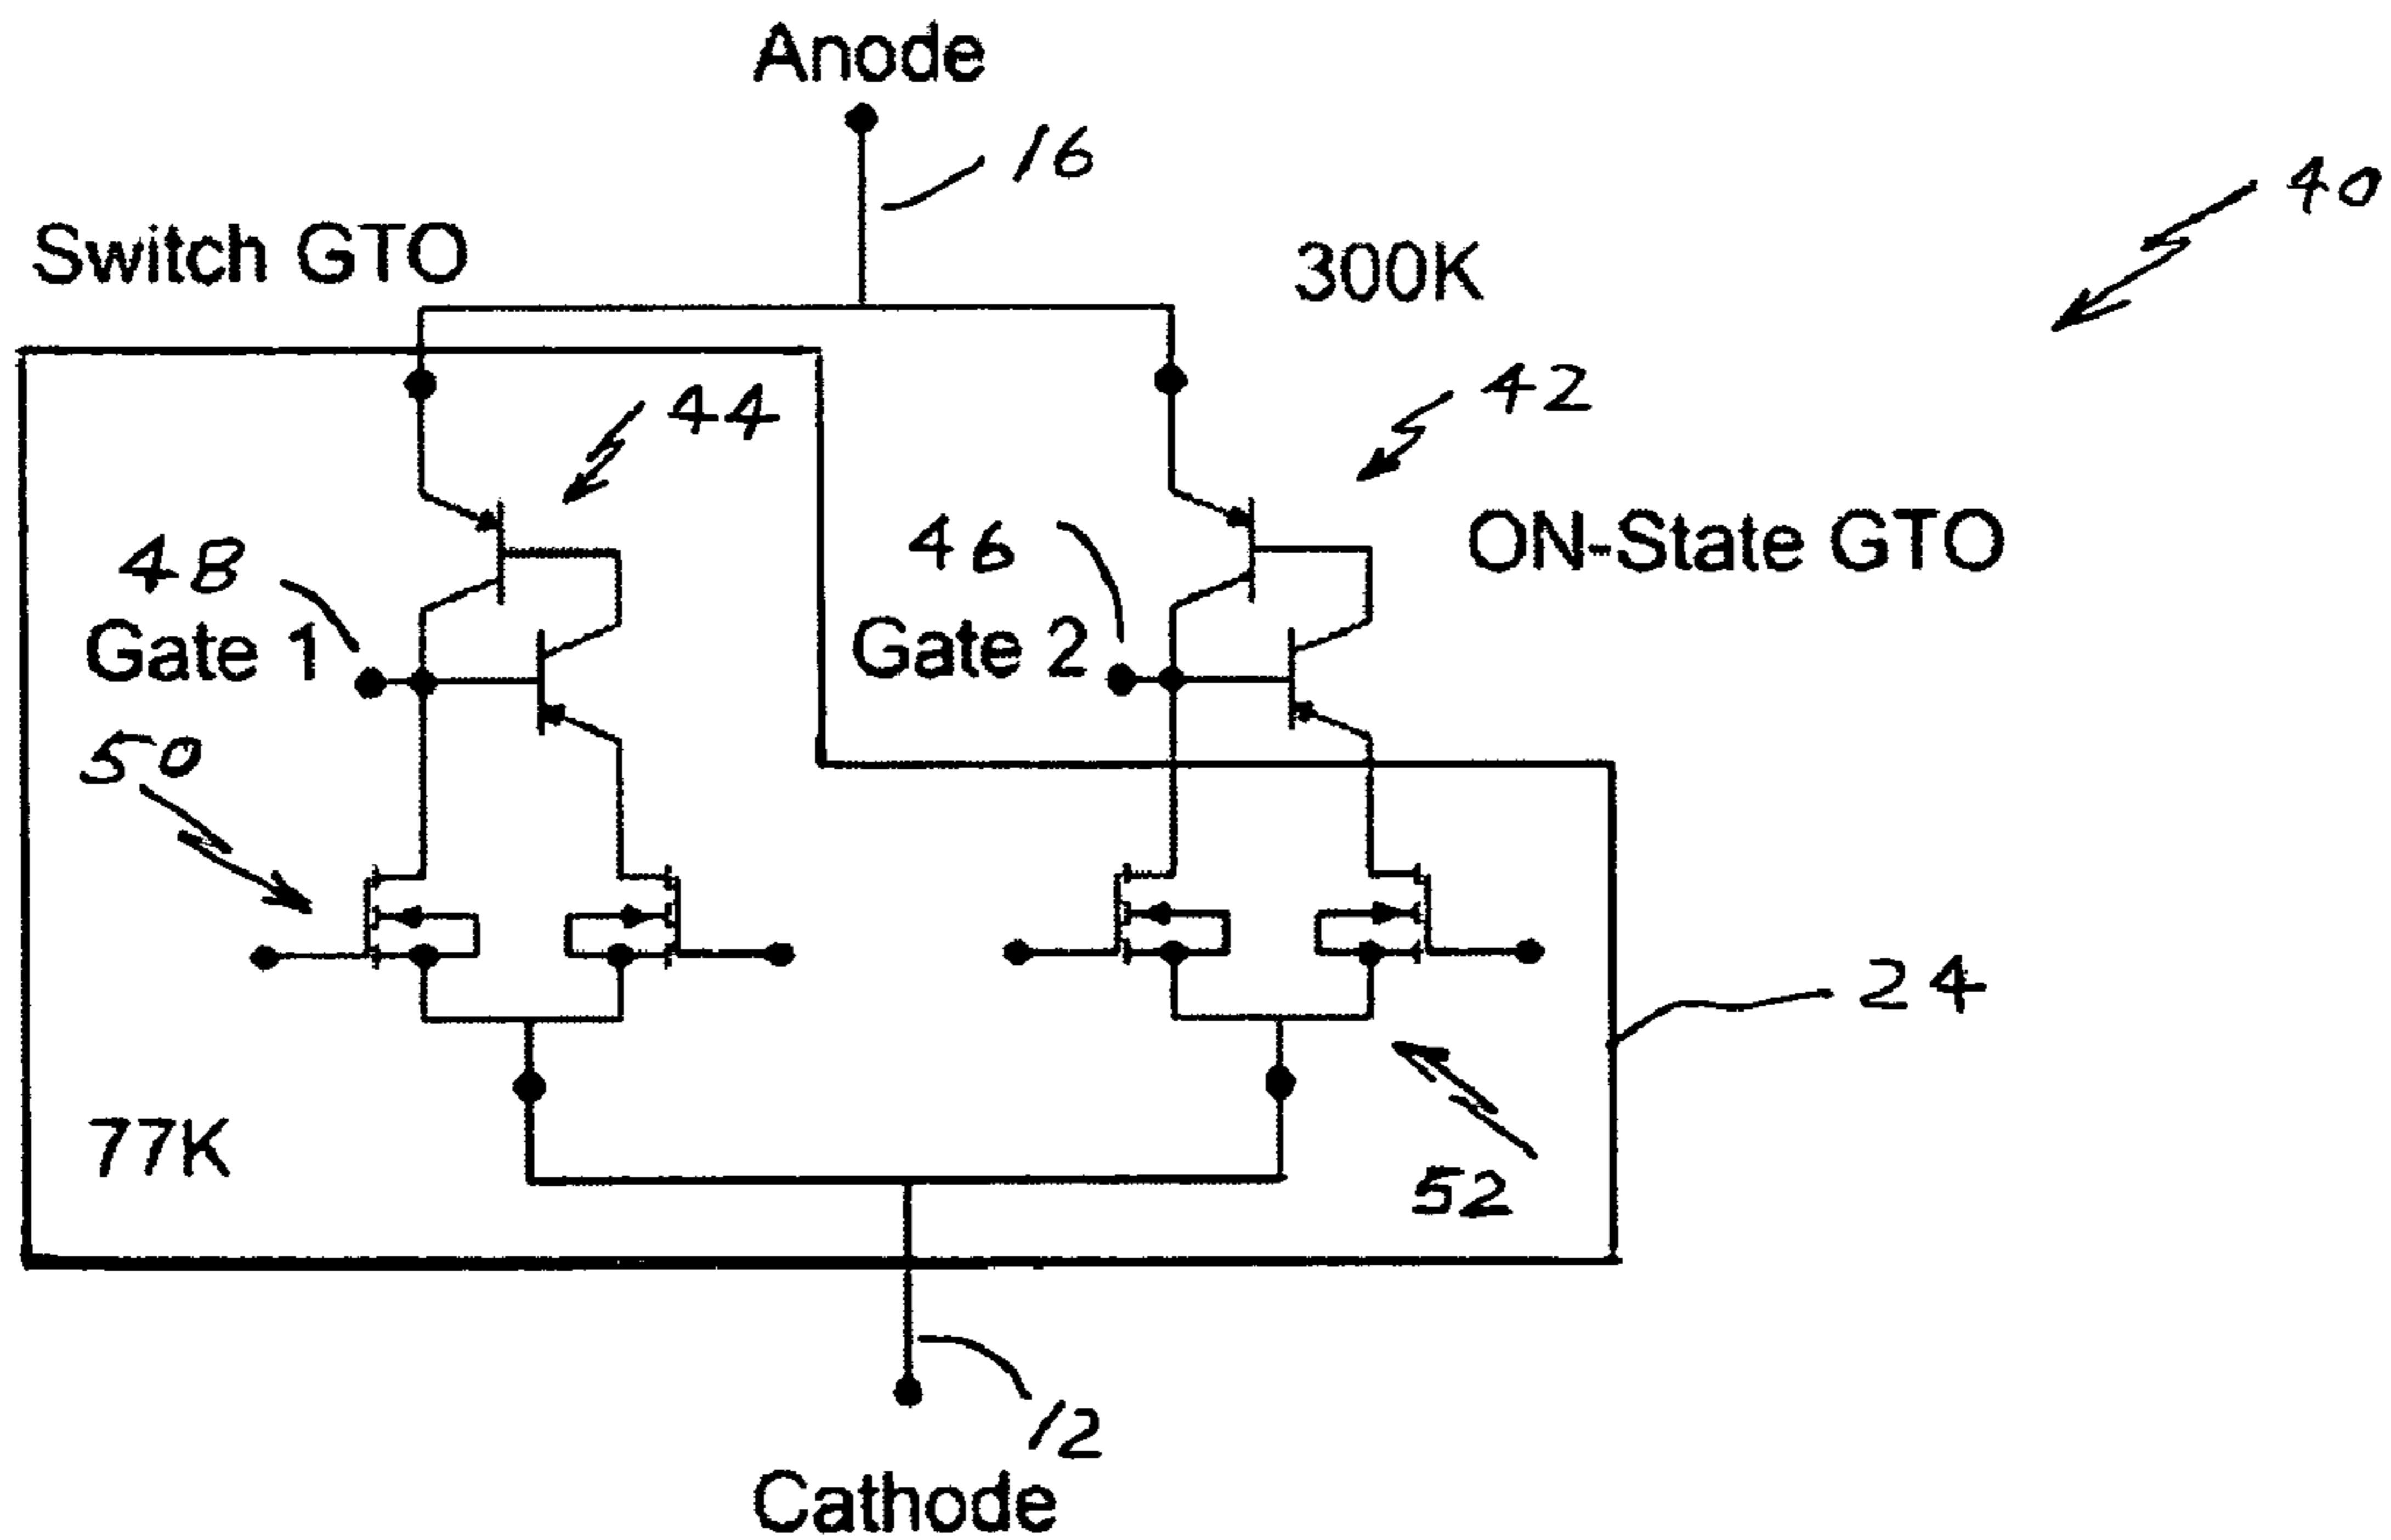 Anode
16
40
Switch GTO
300K
44
42
48
46
ON-State GTO
Gate 1
Gate 2
50
24
77K
52
12
Cathode